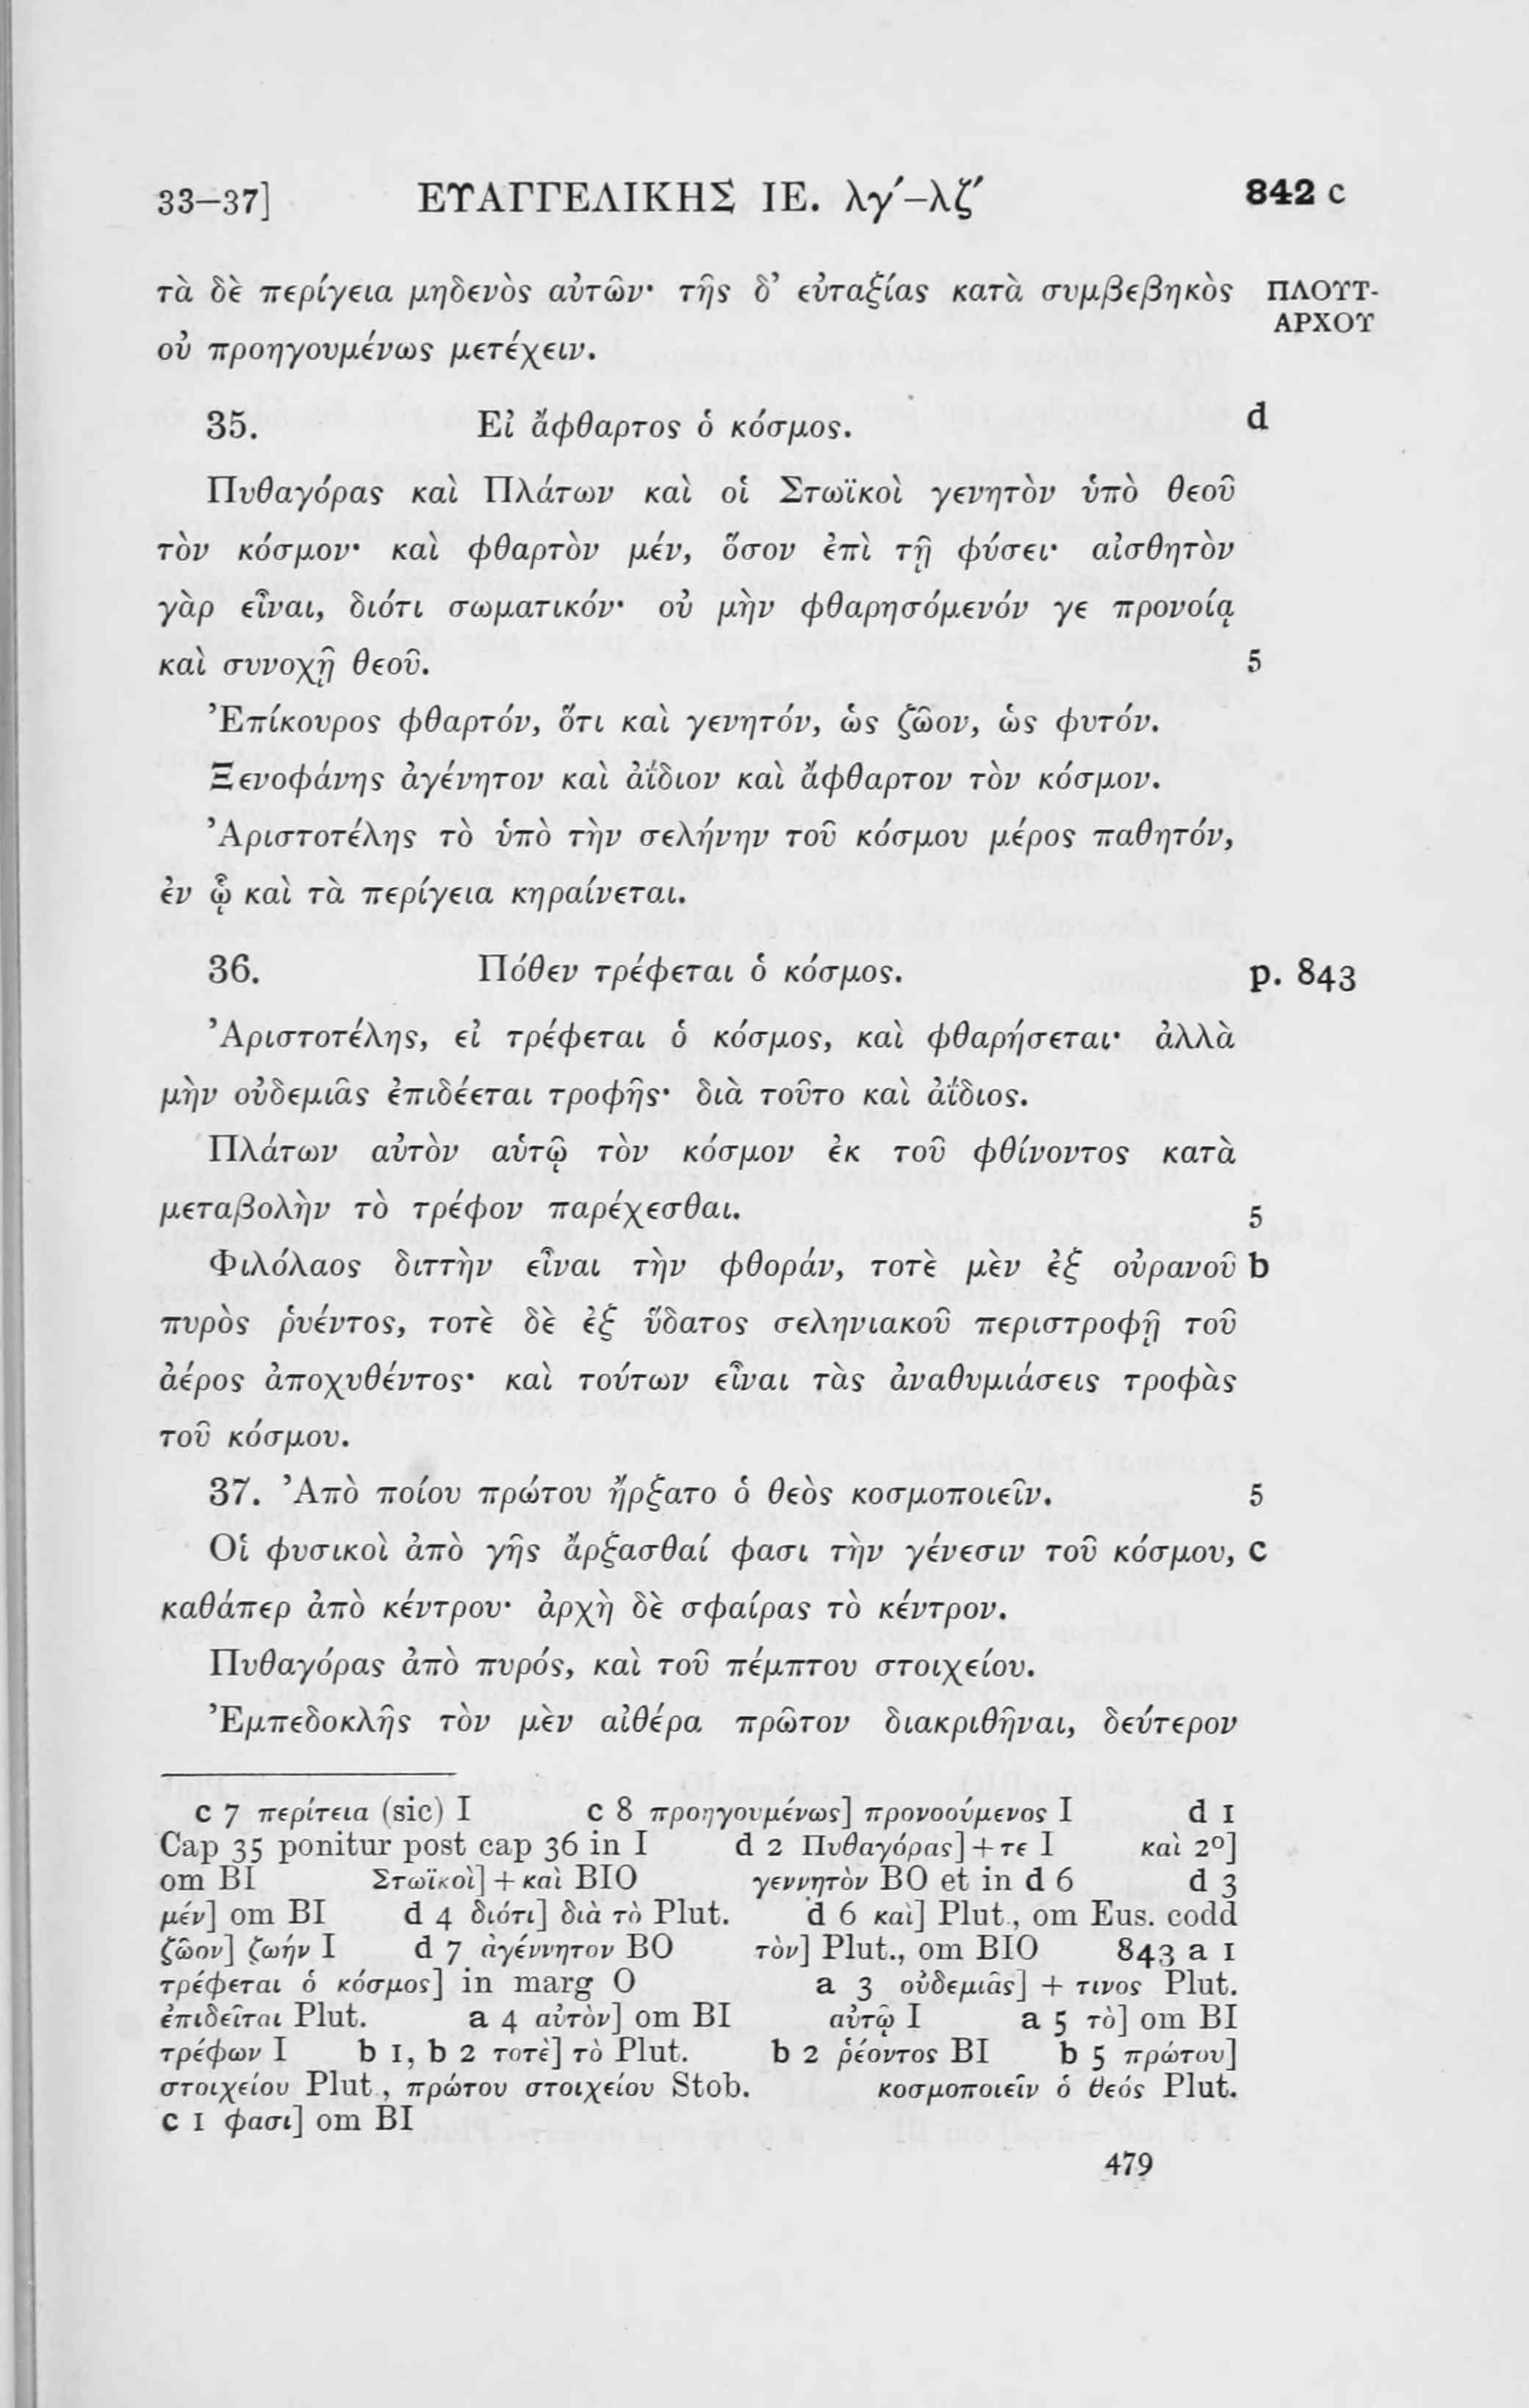 33–37] ΕΥΑΓΓΕΛΙΚΗΣ ΙΕ. λγ´–λζ´ 842 c
τὰ δὲ περίγεια μηδενὸς αὐτῶν· τῆς δ’ εὐταξίας κατὰ συμβεβηκὸς ΠΛΟΥΤ-
ΑΡΧΟΥ
οὐ προηγουμένως μετέχειν.
35. Εἰ ἄφθαρτος ὁ κόσμος. d
Πυθαγόρας καὶ Πλάτων καὶ οἱ Στωϊκοὶ γενητὸν ὑπὸ θεοῦ
τὸν κόσμον· καὶ φθαρτὸν μέν, ὅσον ἐπὶ τῇ φύσει· αἰσθητὸν
γὰρ εἶναι, διότι σωματικόν· οὐ μὴν φθαρησόμενόν γε προνοίᾳ
καὶ συνοχῇ θεοῦ. 5
Ἐπίκουρος φθαρτόν, ὅτι καὶ γενητόν, ὡς ζῶον, ὡς φυτόν.
Ξενοφάνης ἀγένητον καὶ ἀΐδιον καὶ ἄφθαρτον τὸν κόσμον.
Ἀριστοτέλης τὸ ὑπὸ τὴν σελήνην τοῦ κόσμου μέρος παθητόν,
ἐν ᾧ καὶ τὰ περίγεια κηραίνεται.
36. Πόθεν τρέφεται ὁ κόσμος. p. 843
Ἀριστοτέλης, εἰ τρέφεται ὁ κόσμος, καὶ φθαρήσεται· ἀλλὰ
μὴν οὐδεμιᾶς ἐπιδέεται τροφῆς· διὰ τοῦτο καὶ ἀΐδιος.
Πλάτων αὐτὸν αὑτῷ τὸν κόσμον ἐκ τοῦ φθίνοντος κατὰ
μεταβολὴν τὸ τρέφον παρέχεσθαι. 5
Φιλόλαος διττὴν εἶναι τὴν φθοράν, τοτὲ μὲν ἐξ οὐρανοῦ b
πυρὸς ῥυέντος, τοτὲ δὲ ἐξ ὕδατος σεληνιακοῦ περιστροφῇ τοῦ
ἀέρος ἀποχυθέντος· καὶ τούτων εἶναι τὰς ἀναθυμιάσεις τροφὰς
τοῦ κόσμου.
37. Ἀπὸ ποίου πρώτου ἤρξατο ὁ θεὸς κοσμοποιεῖν. 5
Οἱ φυσικοὶ ἀπὸ γῆς ἄρξασθαί φασι τὴν γένεσιν τοῦ κόσμου, c
καθάπερ ἀπὸ κέντρου· ἀρχὴ δὲ σφαίρας τὸ κέντρον.
Πυθαγόρας ἀπὸ πυρός, καὶ τοῦ πέμπτου στοιχείου.
Ἐμπεδοκλῆς τὸν μὲν αἰθέρα πρῶτον διακριθῆναι, δεύτερον
c 7 περίτεια (sic) I c 8 προηγουμένως] προνοούμενος I d 1
Cap 35 ponitur post cap 36 in I d 2 Πυθαγόρας] + τε I καὶ 2º]
om BI Στωϊκοὶ] + καὶ BIO γεννητὸν BO et in d 6 d 3
μέν] om BI d 4 διότι] διὰ τὸ Plut. d 6 καὶ] Plut., om Eus. codd
ζῶον] ζωήν I d 7 ἀγέννητον BO τὸν] Plut., om BIO 843 a 1
τρέφεται ὁ κόσμος] in marg O a 3 οὐδεμιᾶς] + τινος Plut.
ἐπιδεῖται Plut. a 4 αὐτὸν] om BI αὐτῷ I a 5 τὸ] om BI
τρέφων I b 1, b 2 τοτὲ] τὸ Plut. b 2 ῥέοντος BI b 5 πρώτου]
στοιχείου Plut., πρώτου στοιχείου Stob. κοσμοποιεῖν ὁ θεός Plut.
c 1 φασι] om BI
479